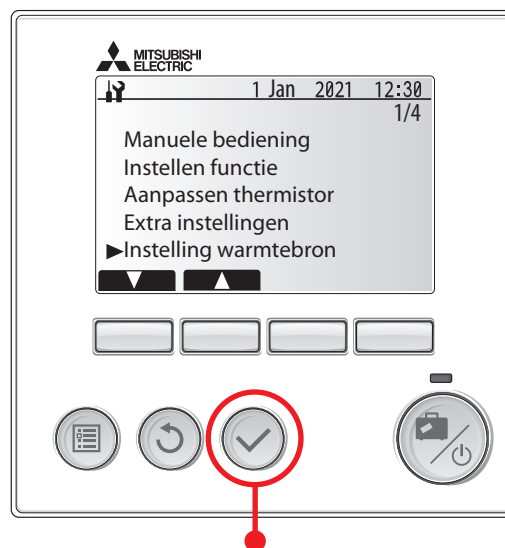 MITSUBISHI
ELECTRIC
1 Jan 2021 12:30
1/4
Manuele bediening
Instellen functie
Aanpassen thermistor
Extra instellingen
►Instelling warmtebron